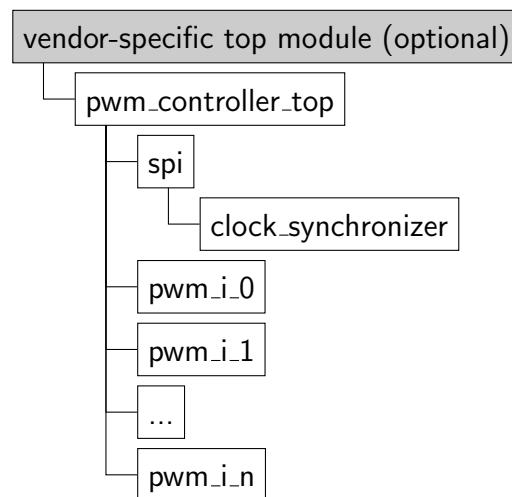 vendor-specific top module (optional)
pwm_controller_top
spi
clock_synchronizer
pwm_i_0
pwm_i_1
...
pwm_i_n